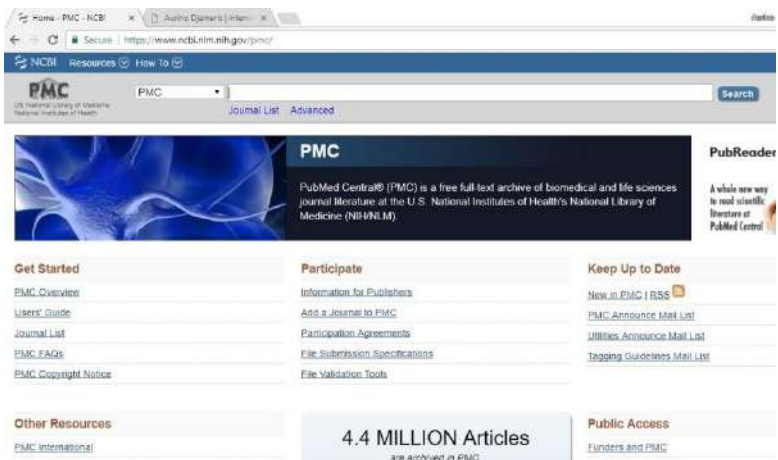 Home - PMC - NCBI
Aurino Djamaris | Intern
Secure
https://www.ncbi.nlm.nih.gov/pmc/
NCBI Resources How To
PMC
US National Library of Medicine
National Institutes of Health
PMC
Search
Journal List Advanced
PMC
PubMed Central® (PMC) is a free full-text archive of biomedical and life sciences
journal literature at the U.S. National Institutes of Health's National Library of
Medicine (NIH/NLM).
PubReader
A whole new way
to read scientific
literature at
PubMed Central
Get Started
PMC Overview
Users' Guide
Journal List
PMC FAQs
PMC Copyright Notice
Participate
Information for Publishers
Add a Journal to PMC
Participation Agreements
File Submission Specifications
File Validation Tools
Keep Up to Date
New in PMC | RSS
PMC Announce Mail List
Utilities Announce Mail List
Tagging Guidelines Mail List
Other Resources
PMC International
4.4 MILLION Articles
are archived in PMC
Public Access
Funders and PMC